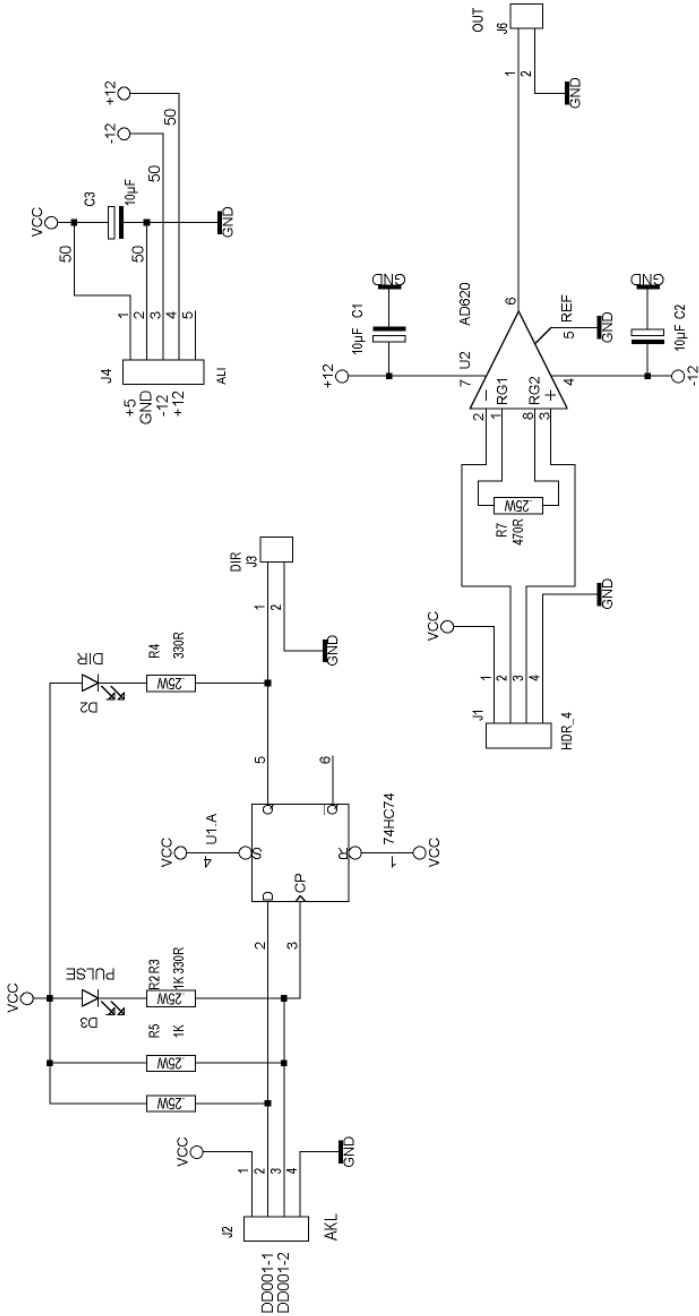 J4
+5
GND
-12
+12
1
2
3
4
5
ALI
50
50
50
50
VCC
C3
10µF
GND
-12
+12
J2
DD001-1
DD001-2
AKL
1
2
3
4
VCC
GND
.25W
.25W
R5
1K
VCC
D3
PULSE
.25W
R2R3
1K330R
2
3
D
CP
S
R
Q
Q
VCC
4
U1.A
74HC74
1
VCC
5
6
D2
DIR
.25W
R4
330R
1
2
DIR
J3
GND
J1
HDR_4
1
2
3
4
VCC
GND
R7
470R
.25W
2
1
8
3
RG1
RG2
−
+
U2
AD620
7
+12
10µF C1
GND
6
5
REF
GND
4
-12
10µF C2
GND
1
2
OUT
J6
GND